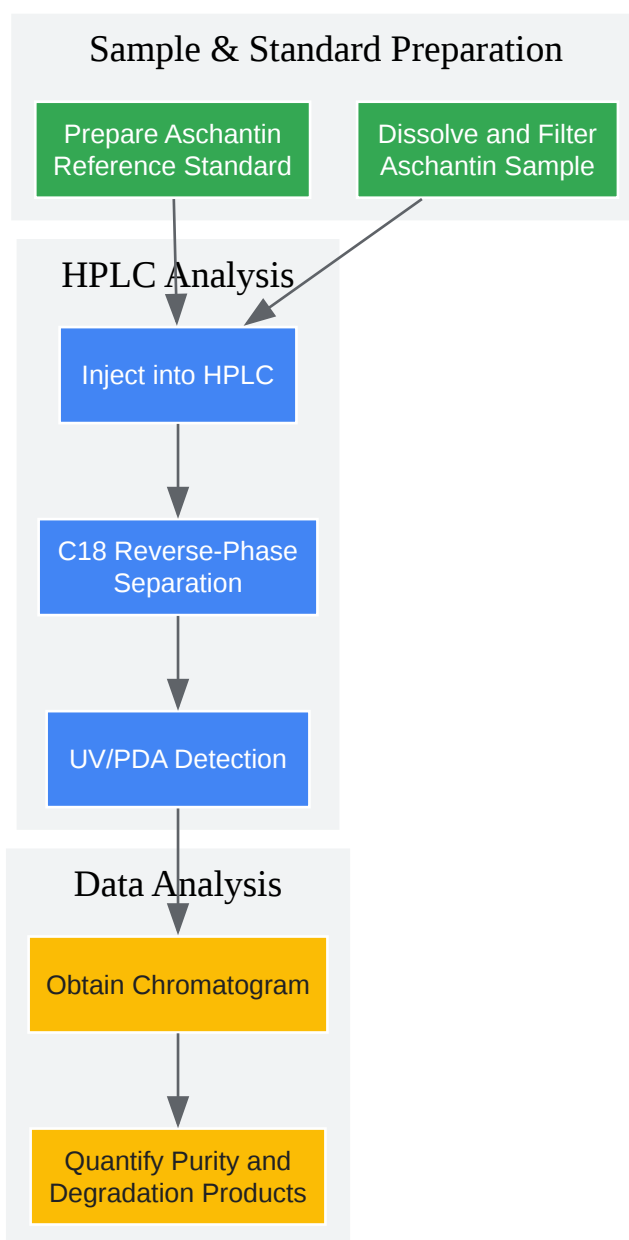 Sample & Standard Preparation
Prepare Aschantin
Reference Standard
Dissolve and Filter
Aschantin Sample
HPLC Analysis
Inject into HPLC
C18 Reverse-Phase
Separation
UV/PDA Detection
Data Analysis
Obtain Chromatogram
Quantify Purity and
Degradation Products